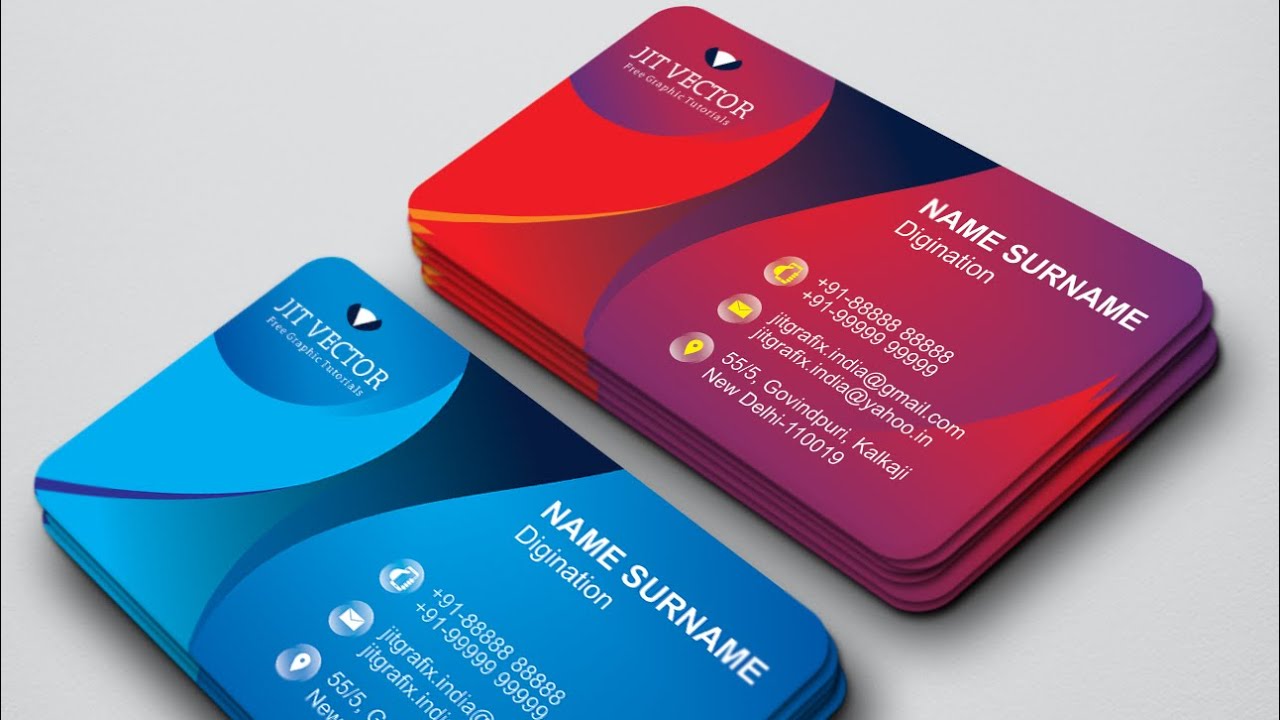 JIT VECTOR
Free Graphic Tutorials
NAME SURNAME
Digination
+91-88888 88888
+91-99999 99999
jitgrafix.india@gmail.com
jitgrafix.india@yahoo.in
55/5, Govindpuri, Kalkaji
New Delhi-110019
JIT VECTOR
Free Graphic Tutorials
NAME SURNAME
Digination
+91-88888 88888
+91-99999 99999
jitgrafix.india@
jitgrafix.ind
55/5,
New